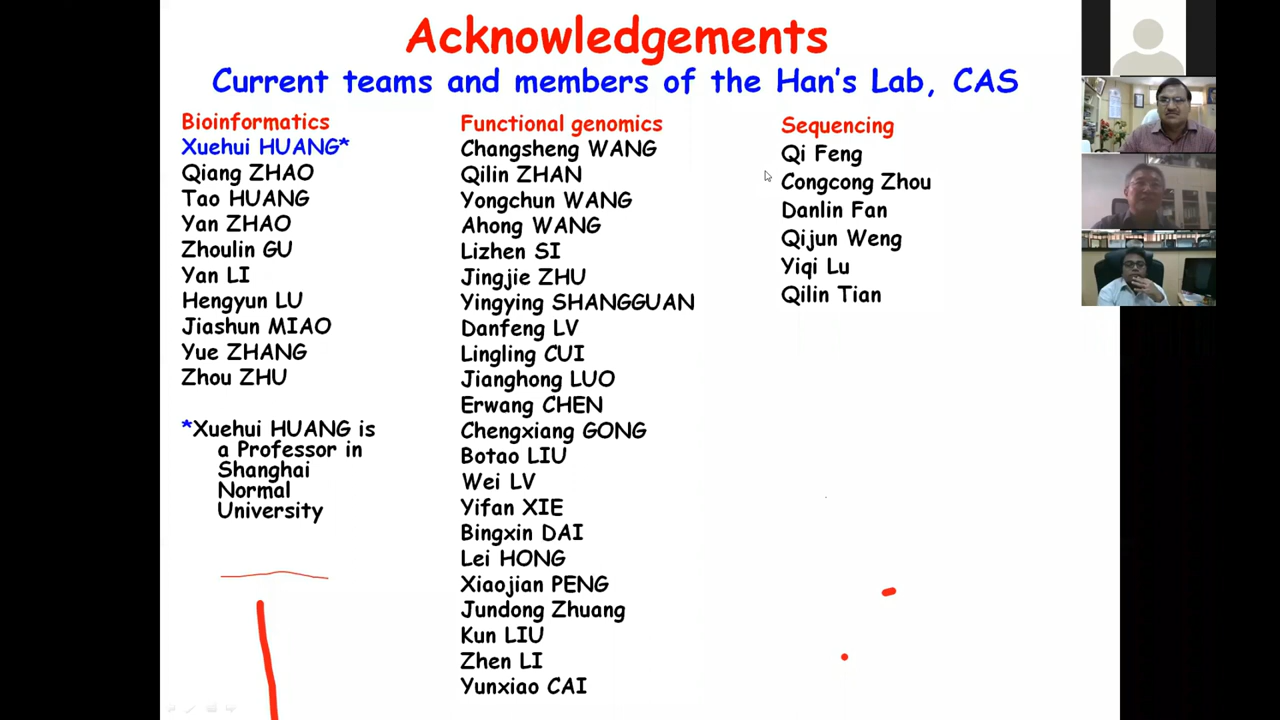 Acknowledgements
Current teams and members of the Han's Lab, CAS
Bioinformatics
Xuehui HUANG*
Qiang ZHAO
Tao HUANG
Yan ZHAO
Zhoulin GU
Yan LI
Hengyun LU
Jiashun MIAO
Yue ZHANG
Zhou ZHU
*Xuehui HUANG is
a Professor in
Shanghai
Normal
University
Functional genomics
Changsheng WANG
Qilin ZHAN
Yongchun WANG
Ahong WANG
Lizhen SI
Jingjie ZHU
Yingying SHANGGUAN
Danfeng LV
Lingling CUI
Jianghong LUO
Erwang CHEN
Chengxiang GONG
Botao LIU
Wei LV
Yifan XIE
Bingxin DAI
Lei HONG
Xiaojian PENG
Jundong Zhuang
Kun LIU
Zhen LI
Yunxiao CAI
Sequencing
Qi Feng
Congcong Zhou
Danlin Fan
Qijun Weng
Yiqi Lu
Qilin Tian